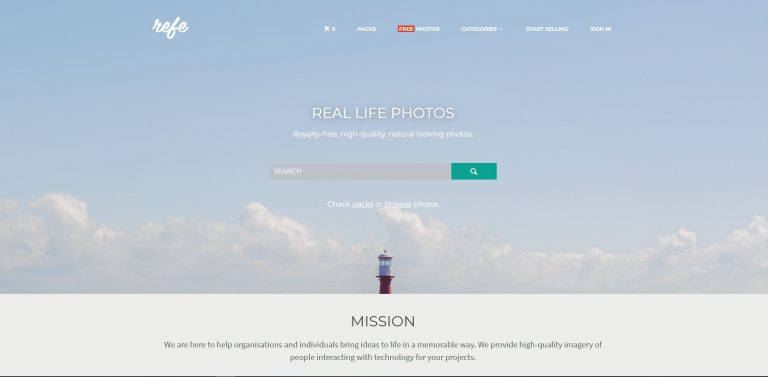 refe
0 PACKS FREE PHOTOS CATEGORIES START SELLING SIGN IN
REAL LIFE PHOTOS
Royalty-free, high-quality, natural looking photos.
SEARCH
Check packs or browse photos
MISSION
We are here to help organisations and individuals bring ideas to life in a memorable way. We provide high-quality imagery of
people interacting with technology for your projects.